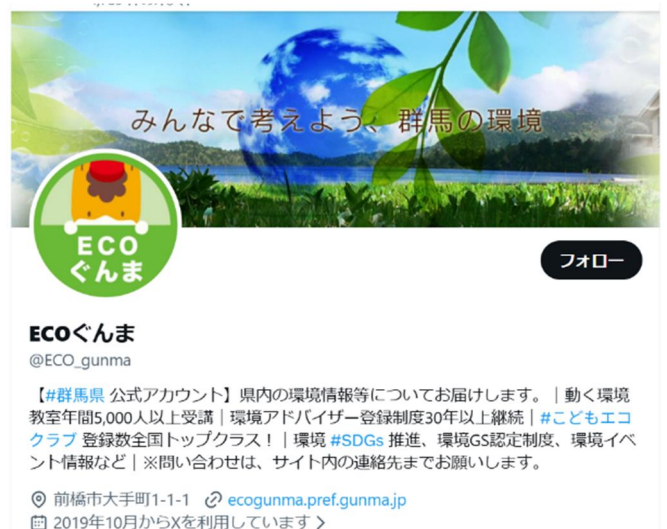 みんなで考えよう、群馬の環境
ECO
ぐんま
フォロー
ECOぐんま
@ECO_gunma
【#群馬県 公式アカウント】県内の環境情報等についてお届けします。｜動く環境
教室年間5,000人以上受講｜環境アドバイザー登録制度30年以上継続｜#こどもエコ
クラブ 登録数全国トップクラス！｜環境 #SDGs 推進、環境GS認定制度、環境イベ
ント情報など｜※問い合わせは、サイト内の連絡先までお願いします。
前橋市大手町1-1-1 ecogunma.pref.gunma.jp
2019年10月からXを利用しています